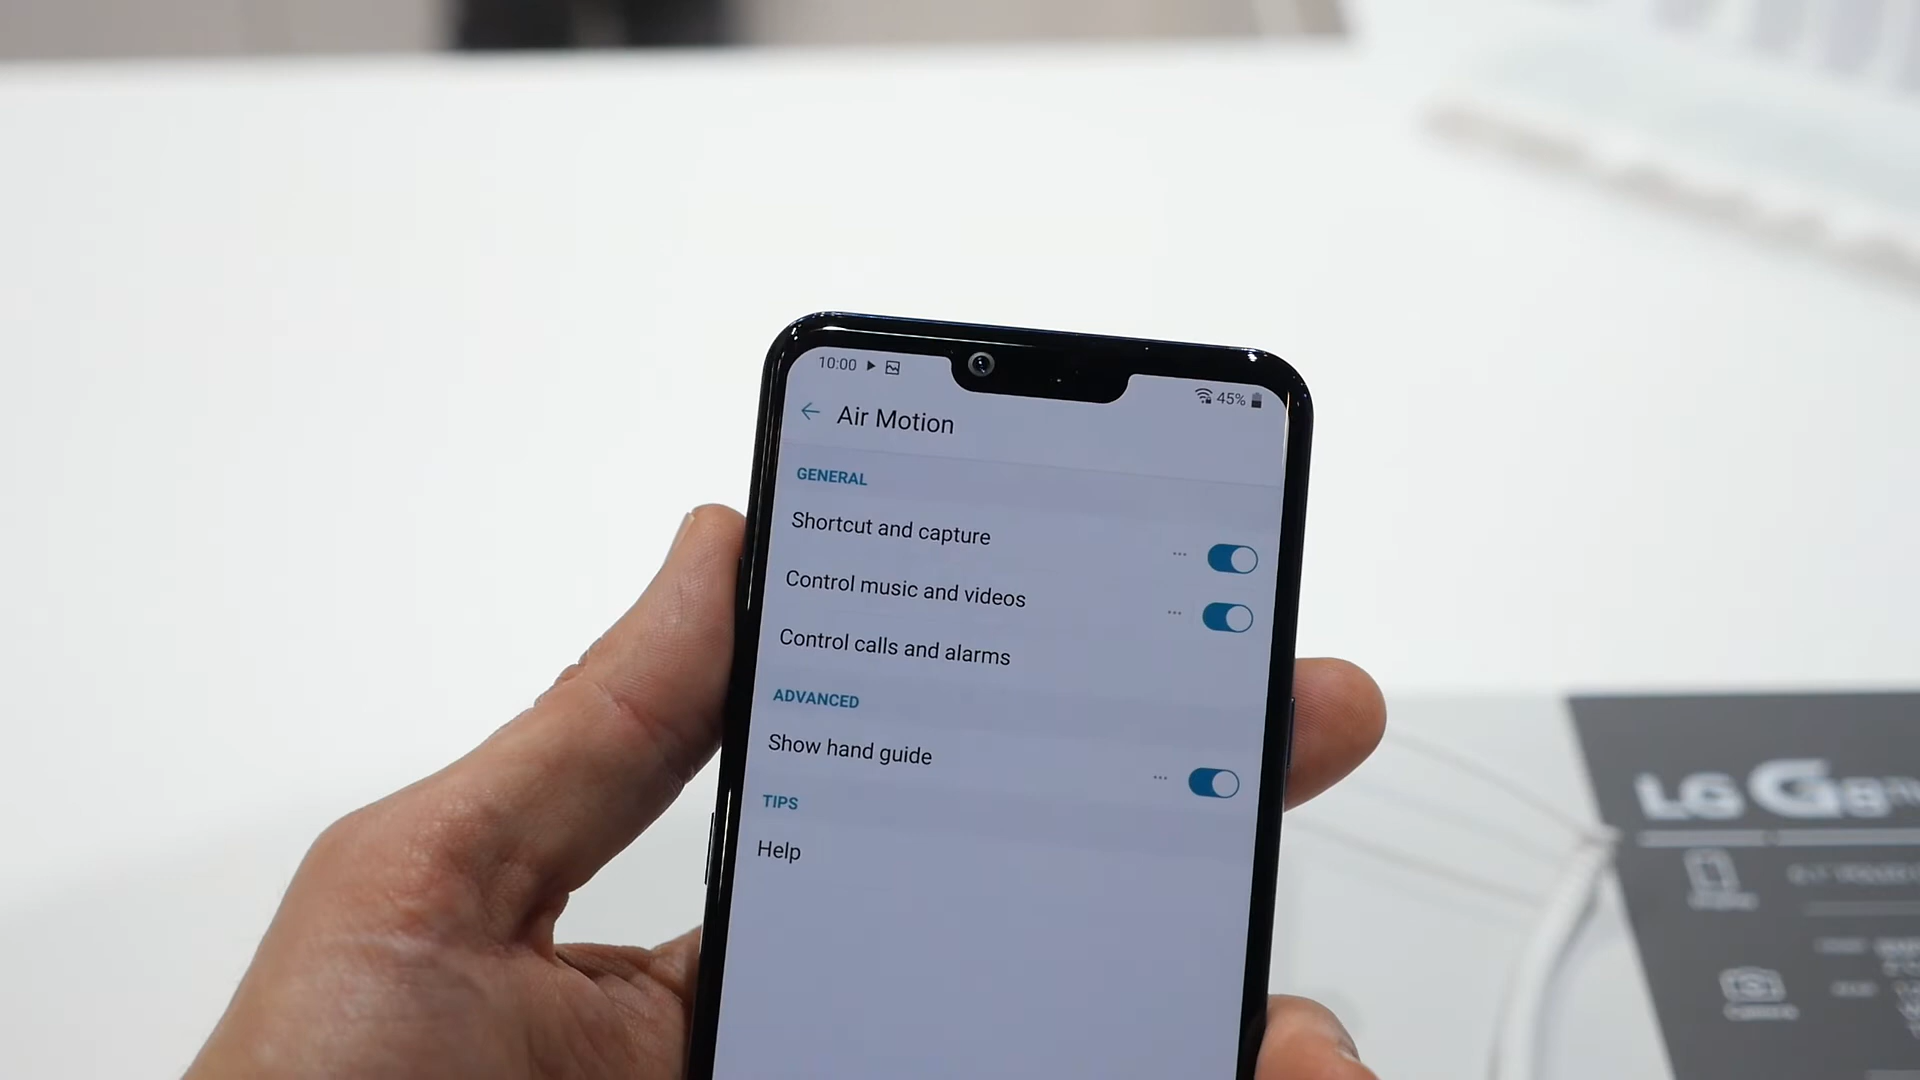 10:00
45%
Air Motion
GENERAL
Shortcut and capture
Control music and videos
Control calls and alarms
ADVANCED
Show hand guide
TIPS
Help
LG G8